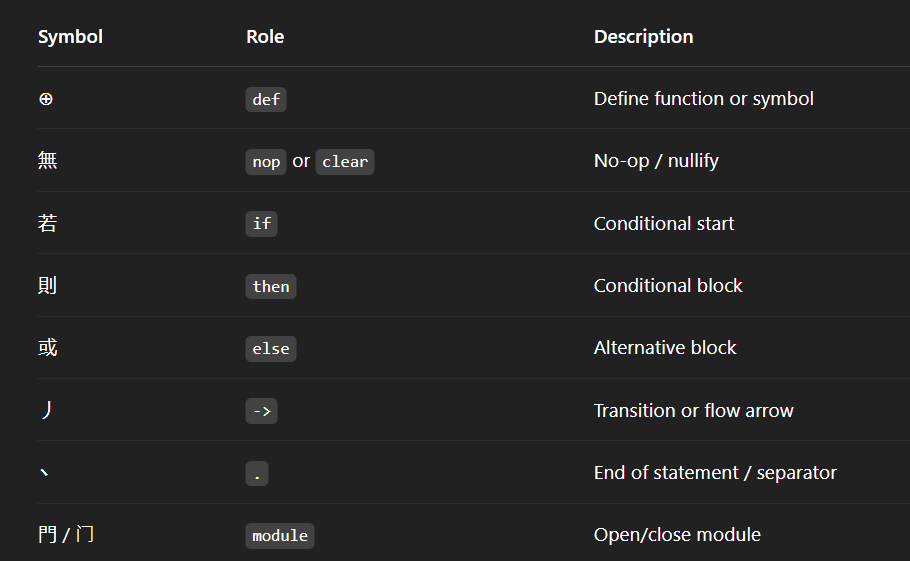 Symbol Role Description
⊕ def Define function or symbol
無 nop or clear No-op / nullify
若 if Conditional start
則 then Conditional block
或 else Alternative block
丿 -> Transition or flow arrow
丶 . End of statement / separator
門 / 门 module Open/close module